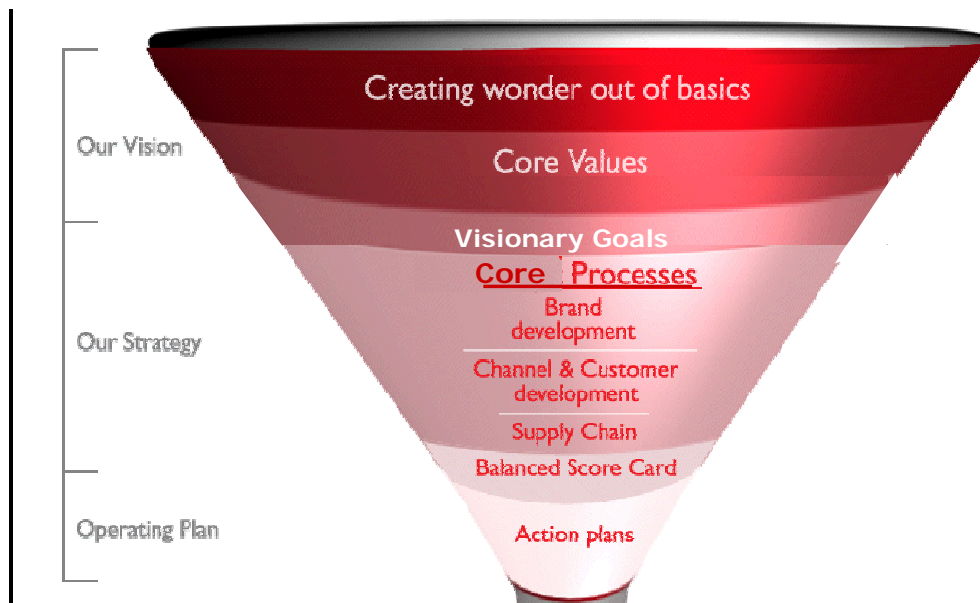 Creating wonder out of basics
Our Vision
Core Values
Visionary Goals
Core Processes
Brand
development
Our Strategy
Channel & Customer
development
Supply Chain
Balanced Score Card
Operating Plan
Action plans